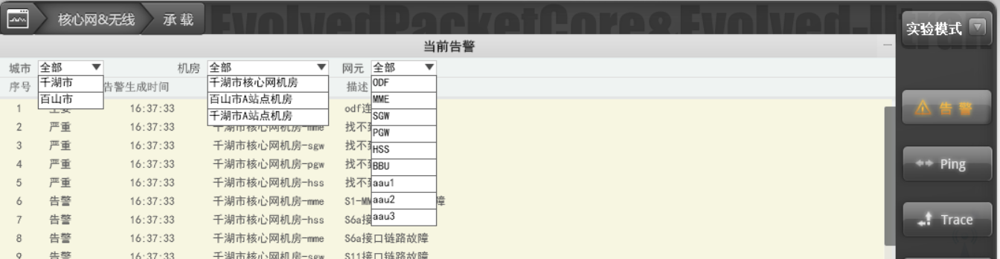 EvolvedPacketCore&Evolved-Utran
核心网&无线 承载
实验模式
当前告警
城市 全部 机房 全部 网元 全部
千湖市 千湖市核心网机房 ODF
百山市 百山市A站点机房 MME
千湖市A站点机房 SGW
PGW
HSS
BBU
aau1
aau2
aau3
序号 告警生成时间 描述
1 主要 16:37:33 odf连
2 严重 16:37:33 千湖市核心网机房-mme 找不到
3 严重 16:37:33 千湖市核心网机房-sgw 找不到
4 严重 16:37:33 千湖市核心网机房-pgw 找不到
5 严重 16:37:33 千湖市核心网机房-hss 找不到
6 告警 16:37:33 千湖市核心网机房-mme S1-MM 障
7 告警 16:37:33 千湖市核心网机房-hss S6a接
8 告警 16:37:33 千湖市核心网机房-mme S6a接口链路故障
9 告警 16:37:33 千湖市核心网机房-sgw S11接口链路故障
告警
Ping
Trace